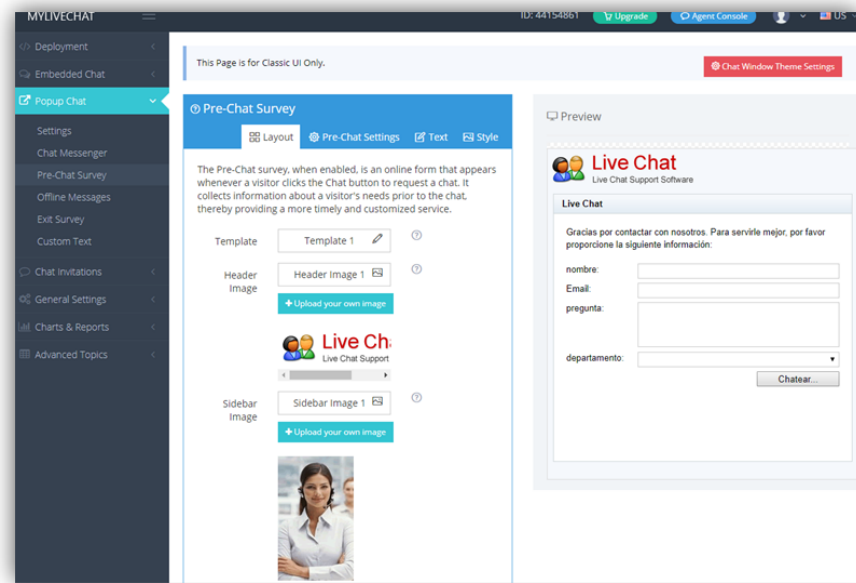 MYLIVECHAT
ID: 44154861
Upgrade
Agent Console
US
Deployment
Embedded Chat
Popup Chat
Settings
Chat Messenger
Pre-Chat Survey
Offline Messages
Exit Survey
Custom Text
Chat invitations
General Settings
Charts & Reports
Advanced Topics
This Page is for Classic UI Only.
Chat Window Theme Settings
Pre-Chat Survey
Layout
Pre-Chat Settings
Text
Style
The Pre-Chat survey, when enabled, is an online form that appears
whenever a visitor clicks the Chat button to request a chat. It
collects information about a visitor's needs prior to the chat,
thereby providing a more timely and customized service.
Template
Template 1
Header
Image
Header Image 1
+Upload your own image
Live Cha
Live Chat Support
Sidebar
Image
Sidebar Image 1
+Upload your own image
Preview
Live Chat
Live Chat Support Software
Live Chat
Gracias por contactar con nosotros. Para servirle mejor, por favor
proporcione la siguiente información:
nombre:
Email:
pregunta:
departamento:
Chatear...